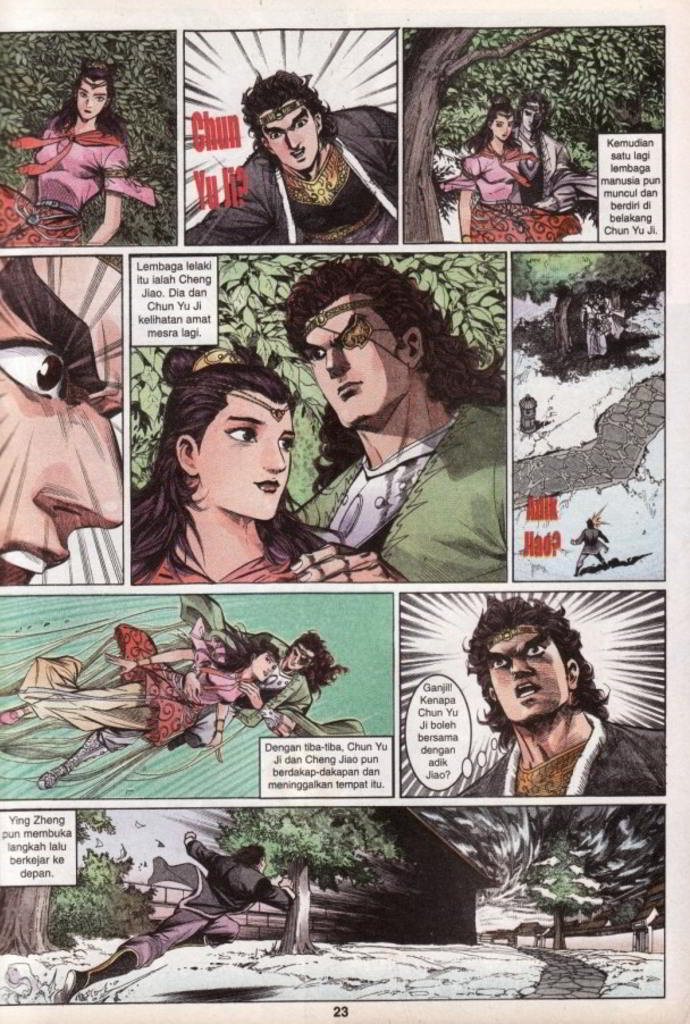 Chun
Yu Ji?
Kemudian
satu lagi
lembaga
manusia pun
muncul dan
berdiri di
belakang
Chun Yu Ji.
Lembaga lelaki
itu ialah Cheng
Jiao. Dia dan
Chun Yu Ji
kelihatan amat
mesra lagi.
Adik
Jiao?
Dengan tiba-tiba, Chun Yu
Ji dan Cheng Jiao pun
berdakap-dakapan dan
meninggalkan tempat itu.
Ganjil!
Kenapa
Chun Yu
Ji boleh
bersama
dengan
adik
Jiao?
Ying Zheng
pun membuka
langkah lalu
berkejar ke
depan.
23